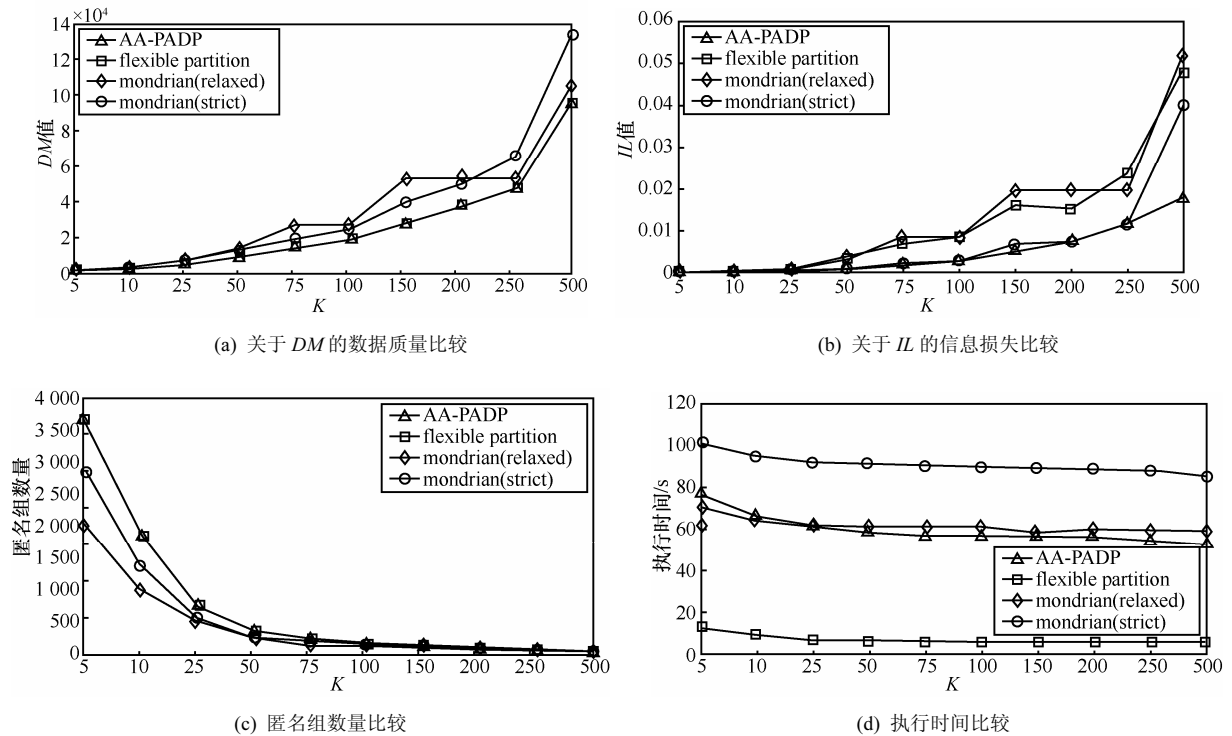 ×10⁴
14
12
10
8
6
4
2
0
DM值
AA-PADP
flexible partition
mondrian(relaxed)
mondrian(strict)
5 10 25 50 75 100 150 200 250 500
K
(a) 关于 DM 的数据质量比较
0.06
0.05
0.04
0.03
0.02
0.01
0
IL值
AA-PADP
flexible partition
mondrian(relaxed)
mondrian(strict)
5 10 25 50 75 100 150 200 250 500
K
(b) 关于 IL 的信息损失比较
4 000
3 500
3 000
2 500
2 000
1 500
1 000
500
0
匿名组数量
AA-PADP
flexible partition
mondrian(relaxed)
mondrian(strict)
5 10 25 50 75 100 150 200 250 500
K
(c) 匿名组数量比较
120
100
80
60
40
20
0
执行时间/s
AA-PADP
flexible partition
mondrian(relaxed)
mondrian(strict)
5 10 25 50 75 100 150 200 250 500
K
(d) 执行时间比较